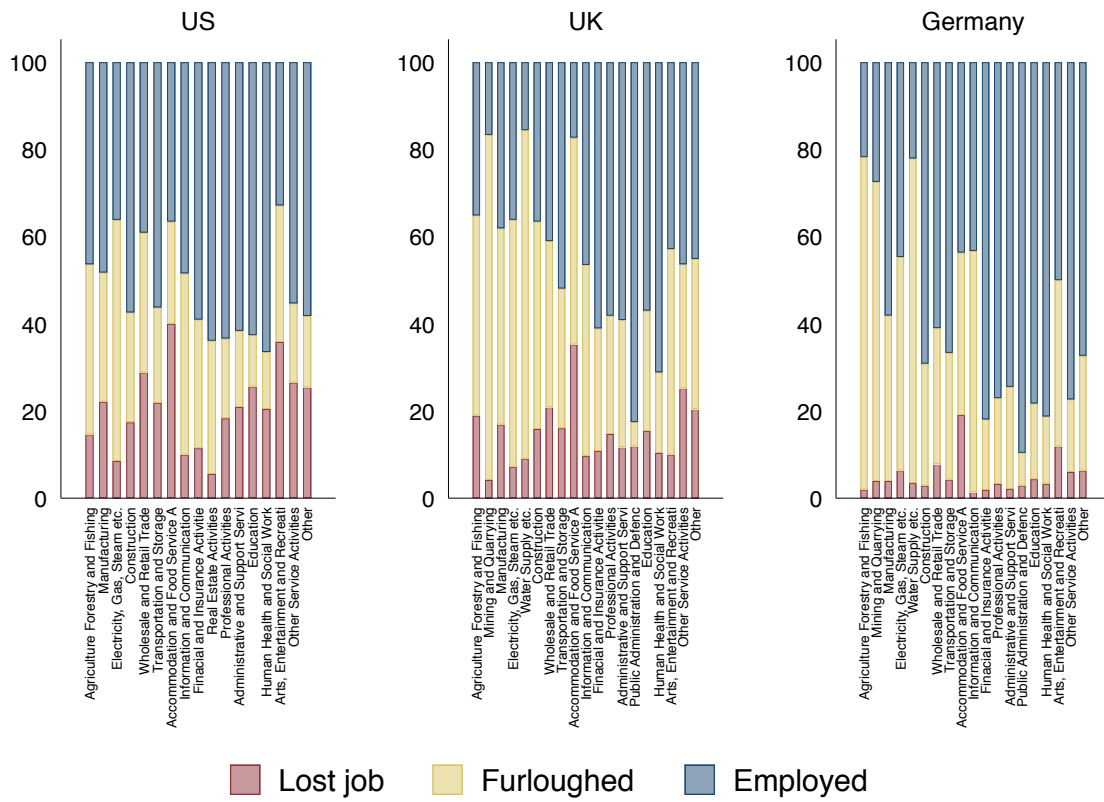 US
100
80
60
40
20
0
Agriculture Forestry and Fishing
Manufacturing
Electricity, Gas, Steam etc.
Construction
Wholesale and Retail Trade
Transportation and Storage
Accommodation and Food Service A
Information and Communication
Finacial and Insurance Activitie
Real Estate Activities
Professional Activities
Administrative and Support Servi
Education
Human Health and Social Work
Arts, Entertainment and Recreati
Other Service Activities
Other
UK
100
80
60
40
20
0
Agriculture Forestry and Fishing
Mining and Quarrying
Manufacturing
Electricity, Gas, Steam etc.
Water Supply etc.
Construction
Wholesale and Retail Trade
Transportation and Storage
Accommodation and Food Service A
Information and Communication
Finacial and Insurance Activitie
Professional Activities
Administrative and Support Servi
Public Administration and Defenc
Education
Human Health and Social Work
Arts, Entertainment and Recreati
Other Service Activities
Other
Germany
100
80
60
40
20
0
Agriculture Forestry and Fishing
Mining and Quarrying
Manufacturing
Electricity, Gas, Steam etc.
Water Supply etc.
Construction
Wholesale and Retail Trade
Transportation and Storage
Accommodation and Food Service A
Information and Communication
Finacial and Insurance Activitie
Professional Activities
Administrative and Support Servi
Public Administration and Defenc
Education
Human Health and Social Work
Arts, Entertainment and Recreati
Other Service Activities
Other
Lost job
Furloughed
Employed